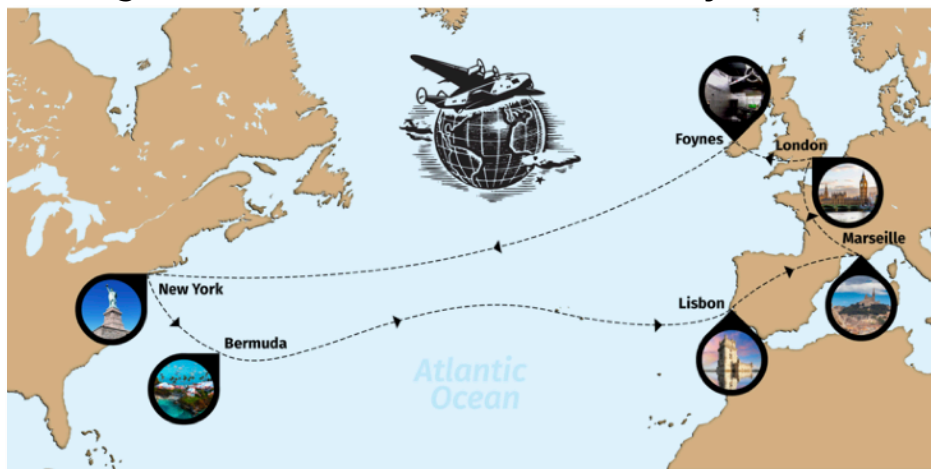 Foynes
London
Marseille
New York
Lisbon
Bermuda
Atlantic
Ocean